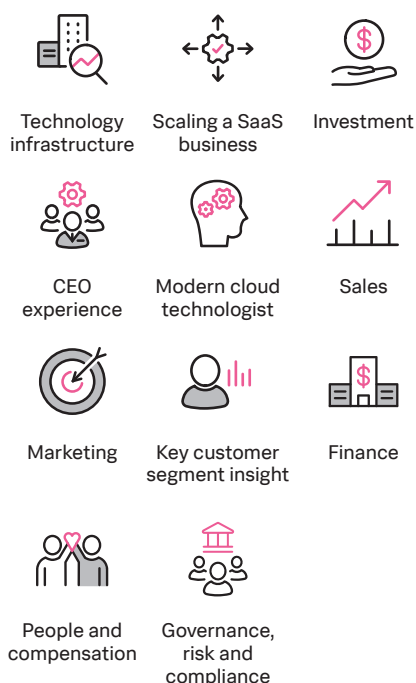 Technology
infrastructure
Scaling a SaaS
business
Investment
CEO
experience
Modern cloud
technologist
Sales
Marketing
Key customer
segment insight
Finance
People and
compensation
Governance,
risk and
compliance